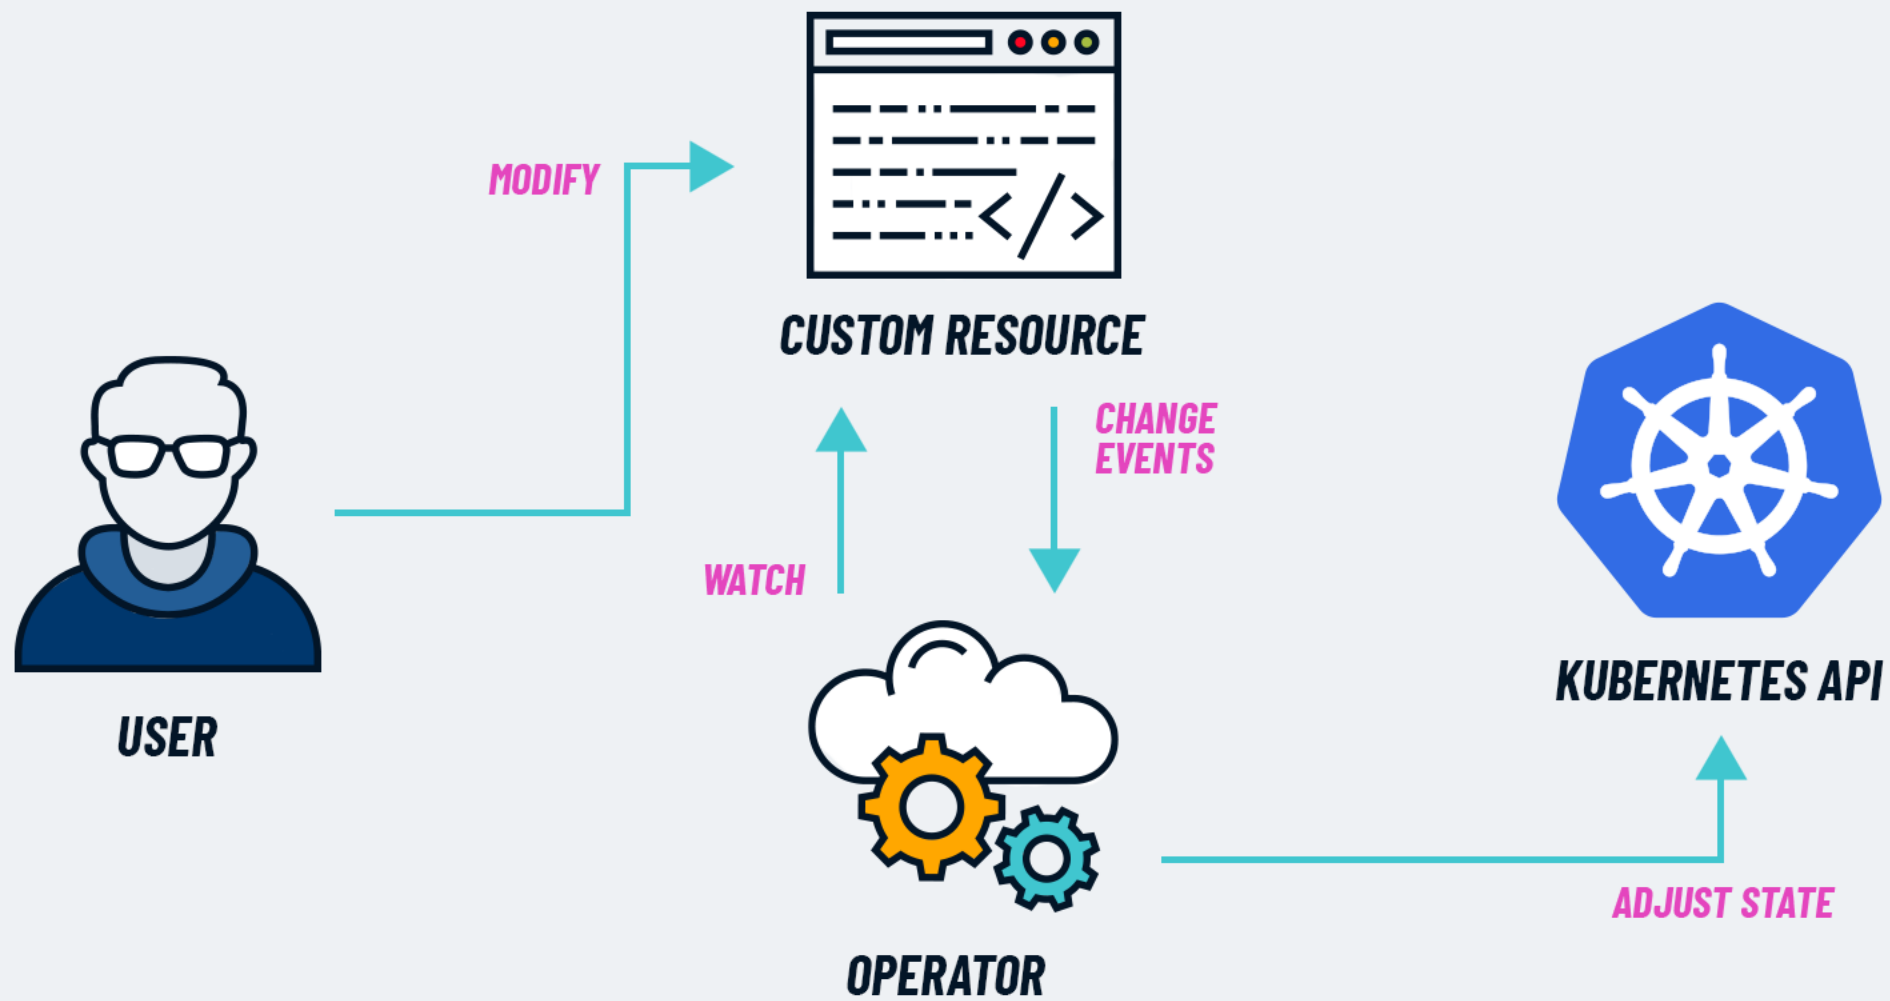 MODIFY
CUSTOM RESOURCE
CHANGE
EVENTS
WATCH
USER
KUBERNETES API
ADJUST STATE
OPERATOR